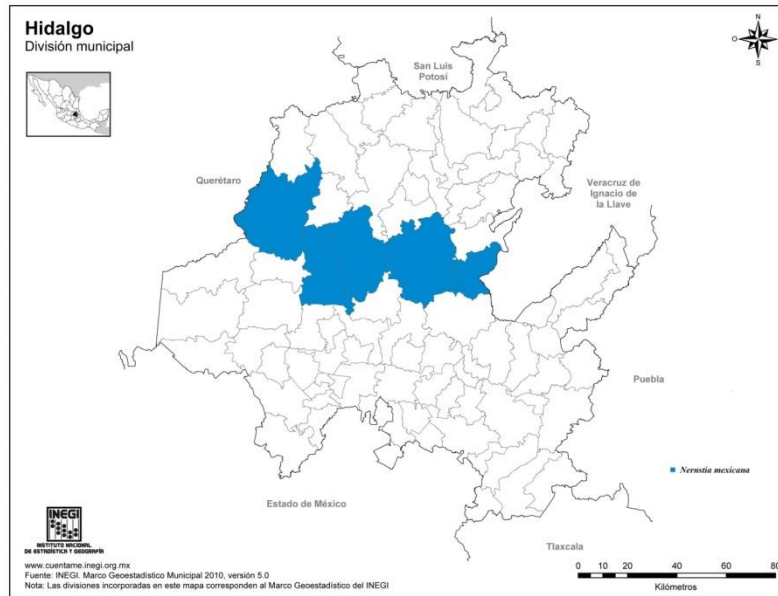 Hidalgo
División municipal
N
O
E
S
San Luis
Potosí
Querétaro
Veracruz de
Ignacio de
la Llave
Puebla
Nernstia mexicana
Estado de México
Tlaxcala
INEGI
INSTITUTO NACIONAL
DE ESTADÍSTICA Y GEOGRAFÍA
www.cuentame.inegi.org.mx
Fuente: INEGI. Marco Geoestadístico Municipal 2010, versión 5.0
Nota: Las divisiones incorporadas en este mapa corresponden al Marco Geoestadístico del INEGI
0 10 20 40 60 80
Kilómetros